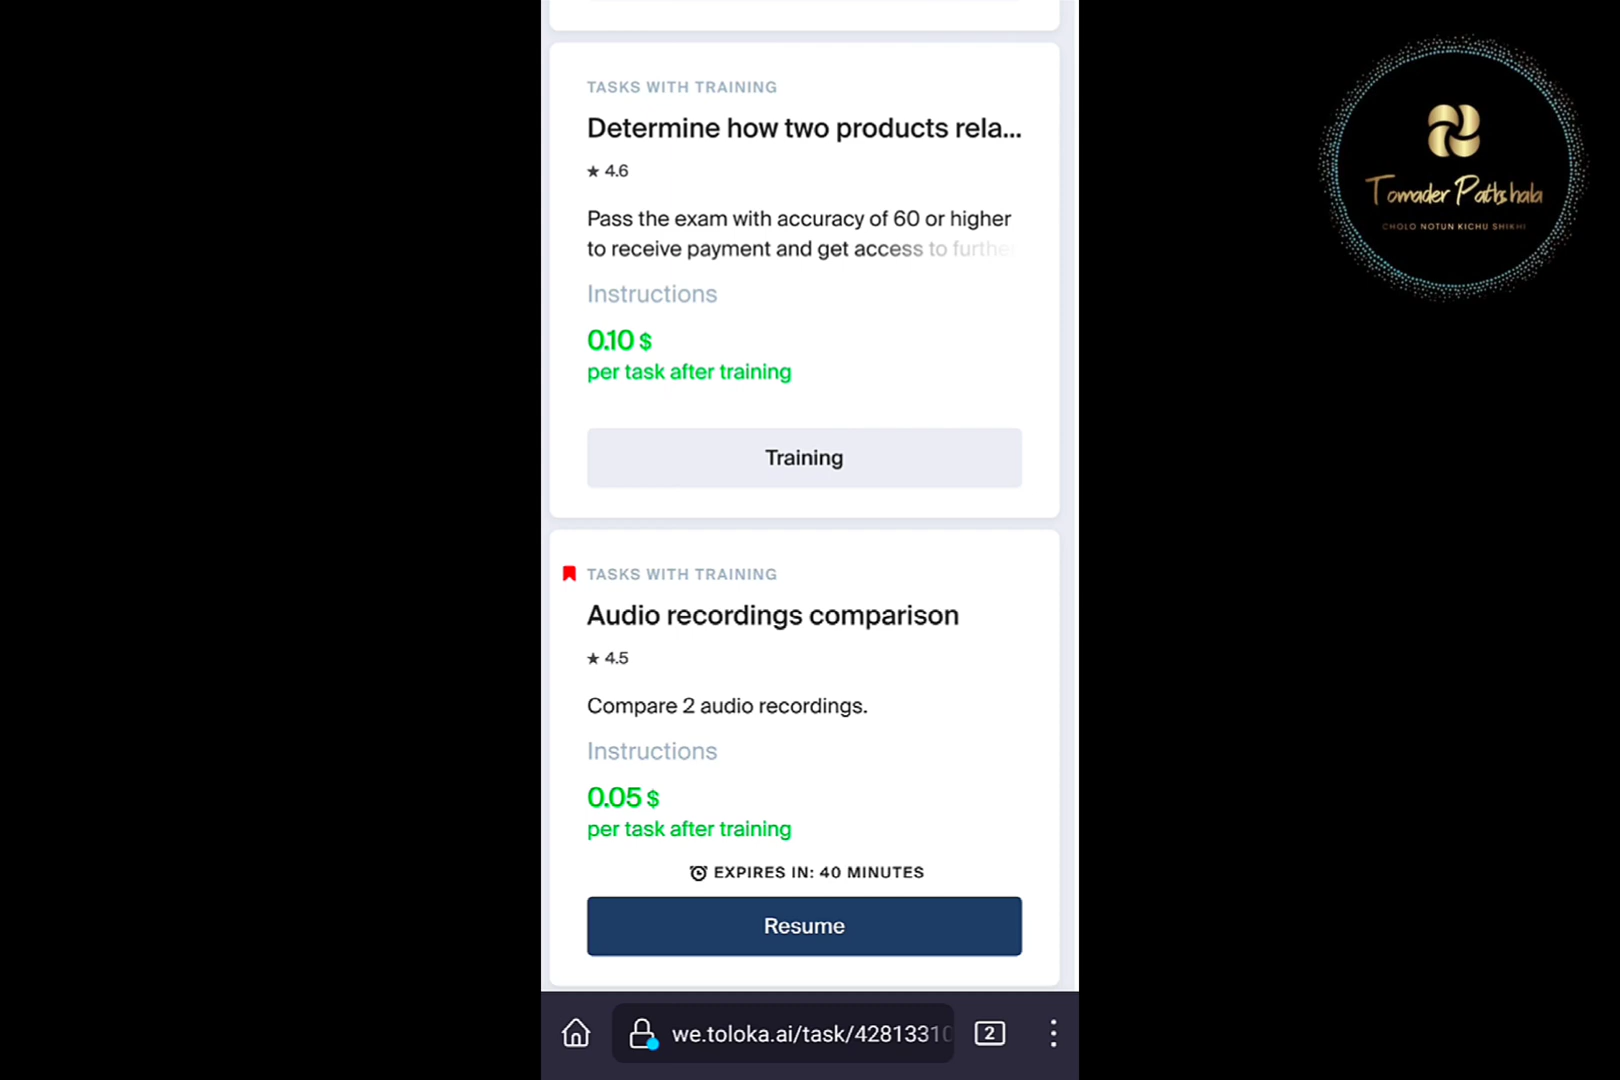 TASKS WITH TRAINING
Determine how two products rela...
★ 4.6
Pass the exam with accuracy of 60 or higher
to receive payment and get access to further
Instructions
0.10 $
per task after training
Training
TASKS WITH TRAINING
Audio recordings comparison
★ 4.5
Compare 2 audio recordings.
Instructions
0.05 $
per task after training
EXPIRES IN: 40 MINUTES
Resume
we.toloka.ai/task/42813310
2
Tomader Pathshala
CHOLO NOTUN KICHU SHIKHI